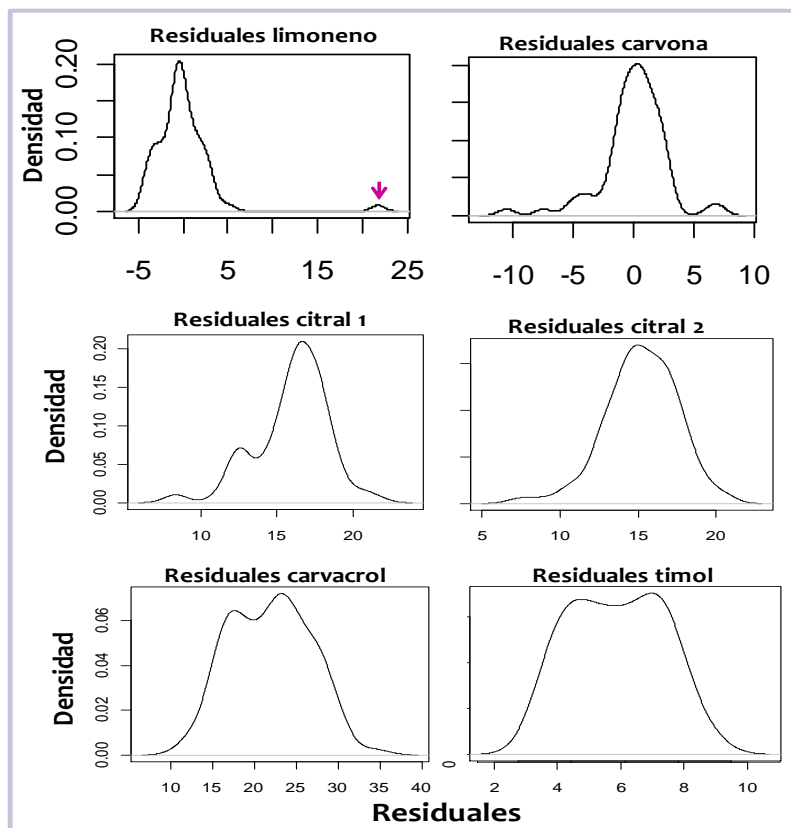 Residuales limoneno
Densidad
0.20
0.10
0.00
-5 5 15 25
Residuales carvona
-10 -5 0 5 10
Residuales citral 1
Densidad
0.20
0.15
0.10
0.05
0.00
10 15 20
Residuales citral 2
5 10 15 20
Residuales carvacrol
Densidad
0.06
0.04
0.02
0.00
10 15 20 25 30 35 40
Residuales timol
0
2 4 6 8 10
Residuales